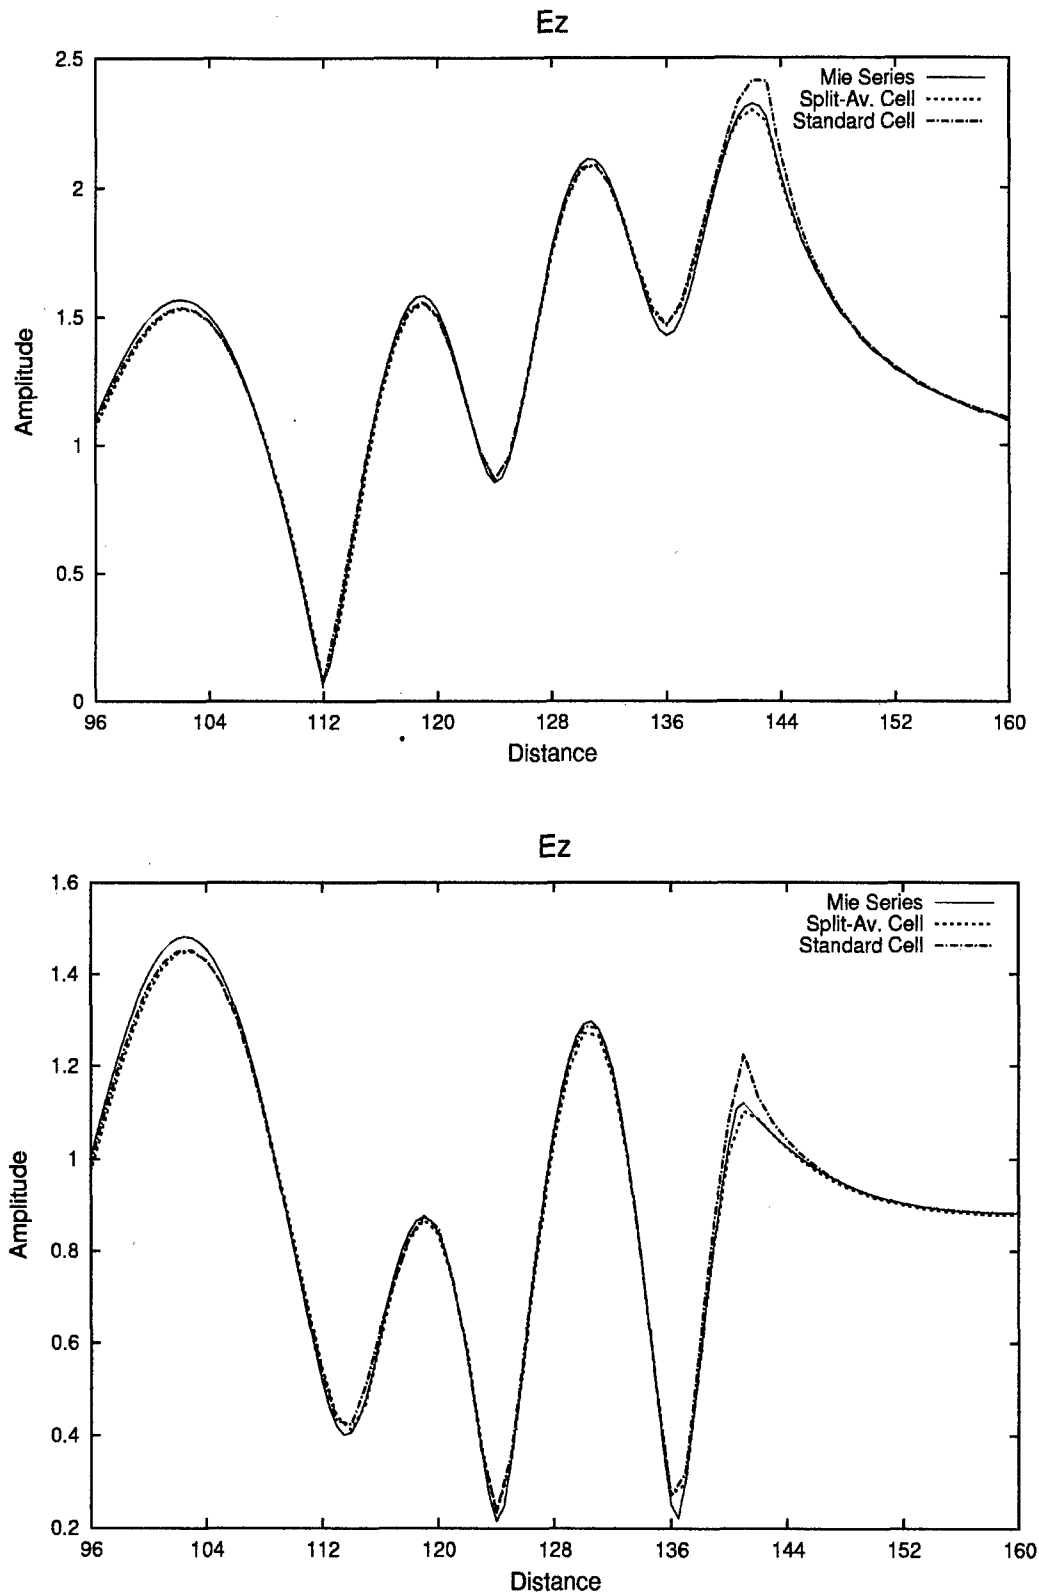 Ez
2.5
2
1.5
1
0.5
0
Amplitude
Mie Series
Split-Av. Cell
Standard Cell
96 104 112 120 128 136 144 152 160
Distance
Ez
1.6
1.4
1.2
1
0.8
0.6
0.4
0.2
Amplitude
Mie Series
Split-Av. Cell
Standard Cell
96 104 112 120 128 136 144 152 160
Distance